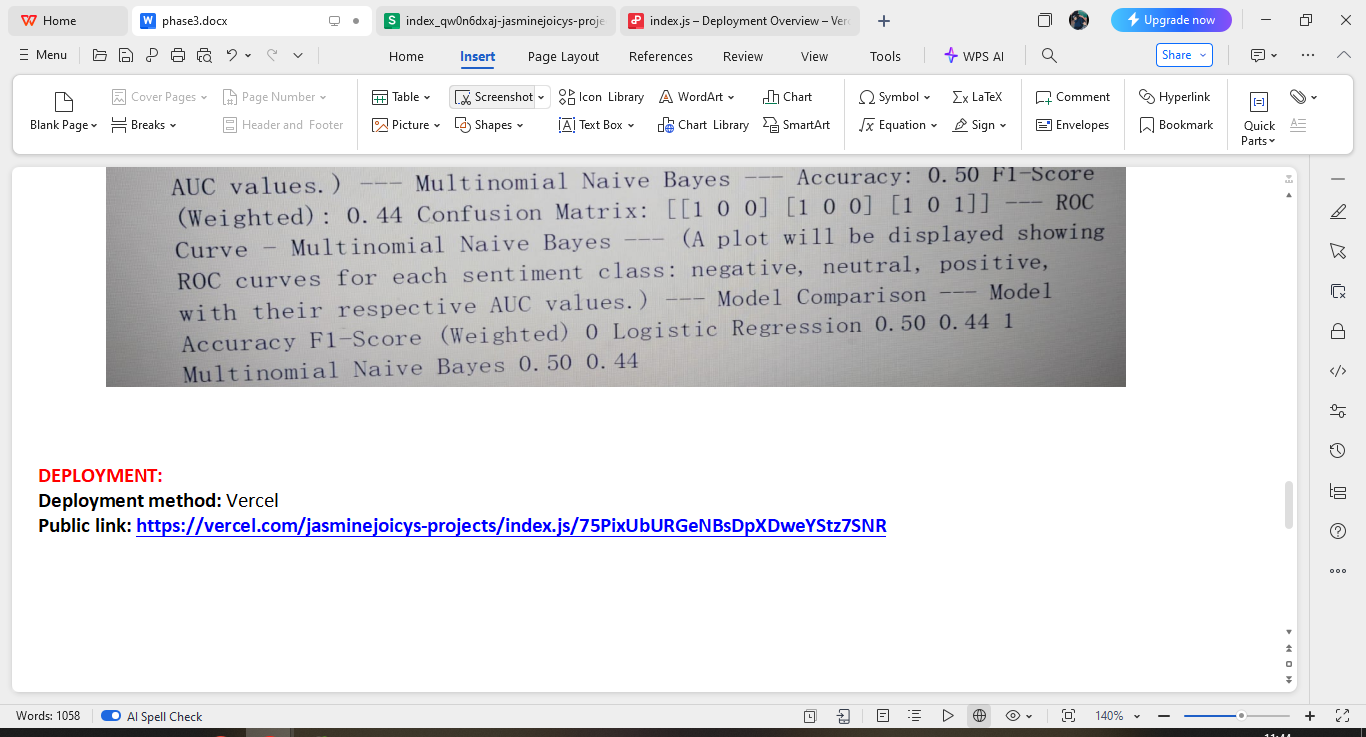 Home
phase3.docx
index_qw0n6dxaj-jasminejoicys-proje
index.js – Deployment Overview – Verc
Upgrade now
Menu
Home Insert Page Layout References Review View Tools WPS AI
Share
Cover Pages Page Number Table Screenshot Icon Library WordArt Chart Symbol LaTeX Comment Hyperlink
Blank Page Breaks Header and Footer Picture Shapes Text Box Chart Library SmartArt Equation Sign Envelopes Bookmark Quick Parts
AUC values.) --- Multinomial Naive Bayes --- Accuracy: 0.50 F1-Score
(Weighted): 0.44 Confusion Matrix: [[1 0 0] [1 0 0] [1 0 1]] --- ROC
Curve - Multinomial Naive Bayes --- (A plot will be displayed showing
ROC curves for each sentiment class: negative, neutral, positive,
with their respective AUC values.) --- Model Comparison --- Model
Accuracy F1-Score (Weighted) 0 Logistic Regression 0.50 0.44 1
Multinomial Naive Bayes 0.50 0.44
DEPLOYMENT:
Deployment method: Vercel
Public link: https://vercel.com/jasminejoicys-projects/index.js/75PixUbURGeNBsDpXDweYStz7SNR
Words: 1058 AI Spell Check 140%